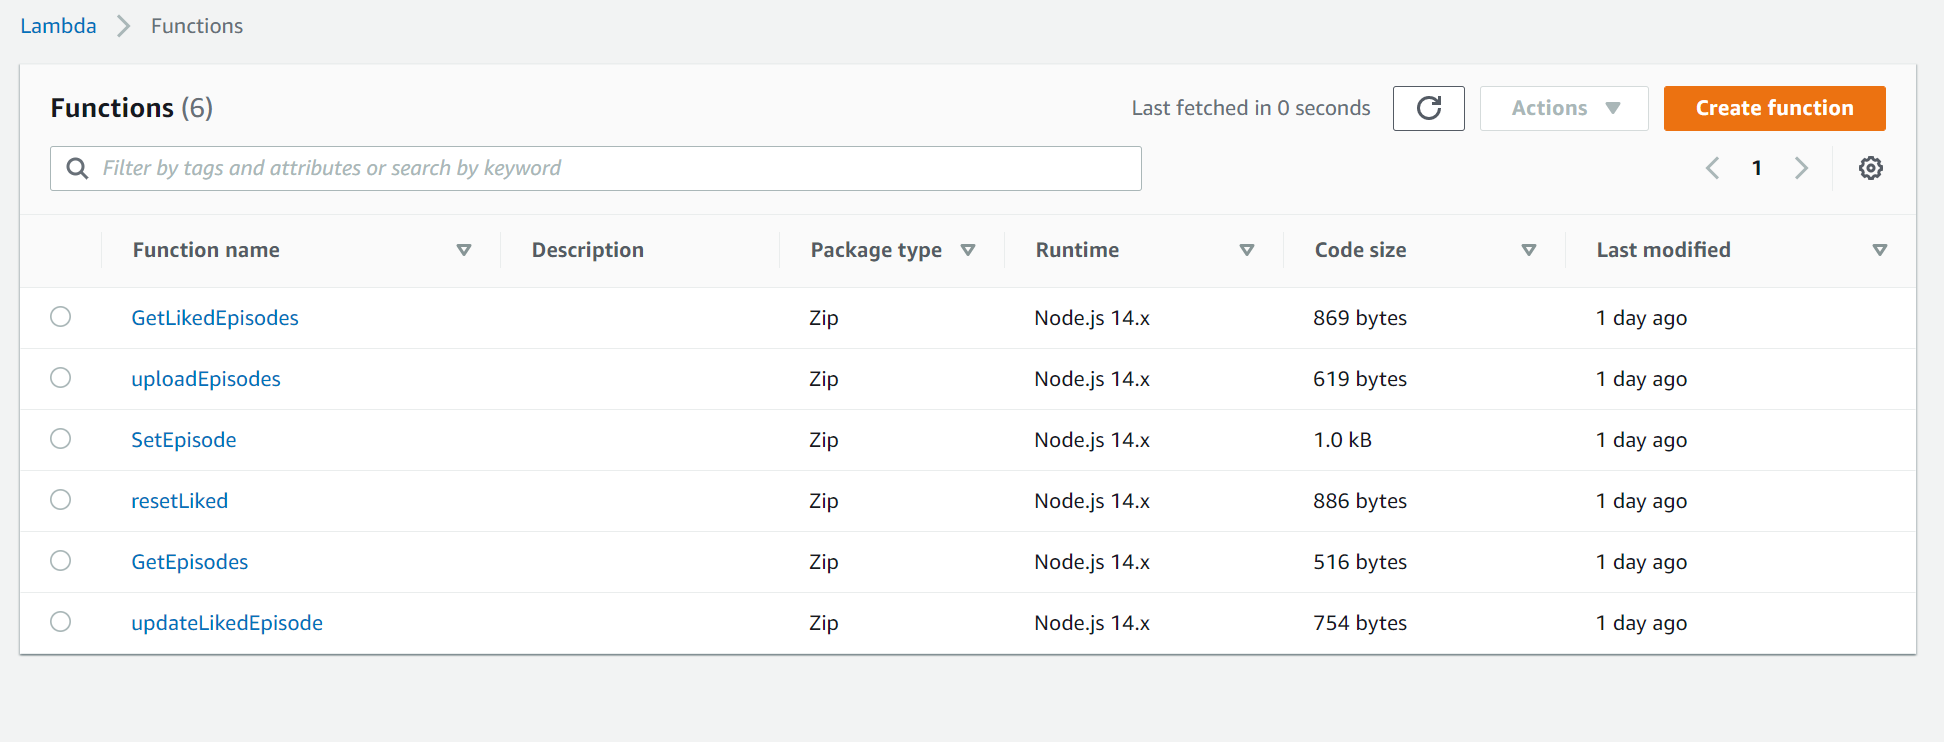 Lambda Functions
Functions (6)
Last fetched in 0 seconds
Actions
Create function
Filter by tags and attributes or search by keyword
1
Function name Description Package type Runtime Code size Last modified
GetLikedEpisodes Zip Node.js 14.x 869 bytes 1 day ago
uploadEpisodes Zip Node.js 14.x 619 bytes 1 day ago
SetEpisode Zip Node.js 14.x 1.0 kB 1 day ago
resetLiked Zip Node.js 14.x 886 bytes 1 day ago
GetEpisodes Zip Node.js 14.x 516 bytes 1 day ago
updateLikedEpisode Zip Node.js 14.x 754 bytes 1 day ago